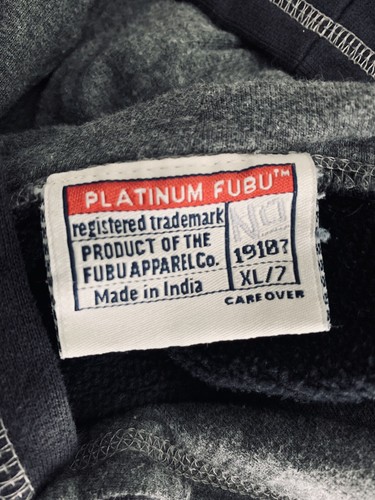 PLATINUM FUBU™
registered trademark
NO
PRODUCT OF THE
FUBU APPAREL Co.
19107
Made in India
XL/7
CARE OVER